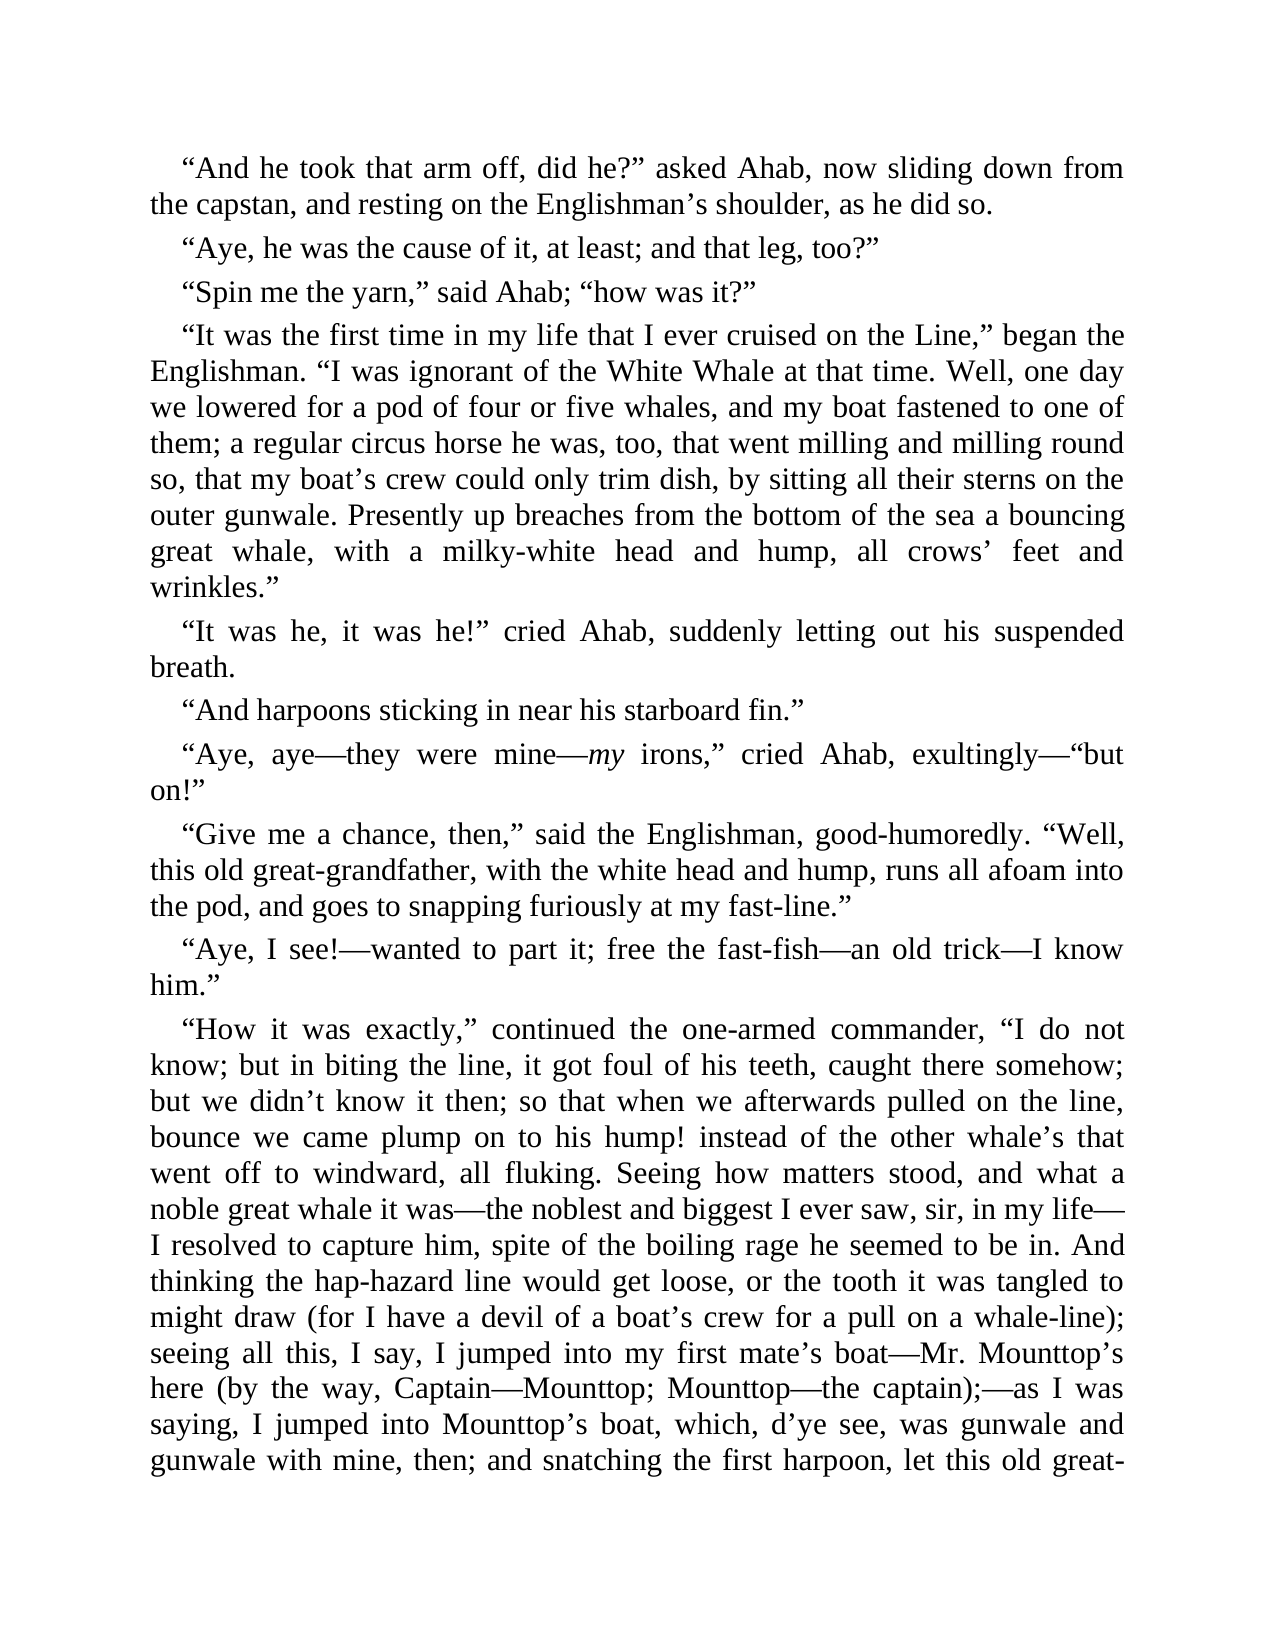 “And he took that arm off, did he?” asked Ahab, now sliding down from
the capstan, and resting on the Englishman’s shoulder, as he did so.
“Aye, he was the cause of it, at least; and that leg, too?”
“Spin me the yarn,” said Ahab; “how was it?”
“It was the first time in my life that I ever cruised on the Line,” began the
Englishman. “I was ignorant of the White Whale at that time. Well, one day
we lowered for a pod of four or five whales, and my boat fastened to one of
them; a regular circus horse he was, too, that went milling and milling round
so, that my boat’s crew could only trim dish, by sitting all their sterns on the
outer gunwale. Presently up breaches from the bottom of the sea a bouncing
great whale, with a milky-white head and hump, all crows’ feet and
wrinkles.”
“It was he, it was he!” cried Ahab, suddenly letting out his suspended
breath.
“And harpoons sticking in near his starboard fin.”
“Aye, aye—they were mine—my irons,” cried Ahab, exultingly—“but
on!”
“Give me a chance, then,” said the Englishman, good-humoredly. “Well,
this old great-grandfather, with the white head and hump, runs all afoam into
the pod, and goes to snapping furiously at my fast-line.”
“Aye, I see!—wanted to part it; free the fast-fish—an old trick—I know
him.”
“How it was exactly,” continued the one-armed commander, “I do not
know; but in biting the line, it got foul of his teeth, caught there somehow;
but we didn’t know it then; so that when we afterwards pulled on the line,
bounce we came plump on to his hump! instead of the other whale’s that
went off to windward, all fluking. Seeing how matters stood, and what a
noble great whale it was—the noblest and biggest I ever saw, sir, in my life—
I resolved to capture him, spite of the boiling rage he seemed to be in. And
thinking the hap-hazard line would get loose, or the tooth it was tangled to
might draw (for I have a devil of a boat’s crew for a pull on a whale-line);
seeing all this, I say, I jumped into my first mate’s boat—Mr. Mounttop’s
here (by the way, Captain—Mounttop; Mounttop—the captain);—as I was
saying, I jumped into Mounttop’s boat, which, d’ye see, was gunwale and
gunwale with mine, then; and snatching the first harpoon, let this old great-